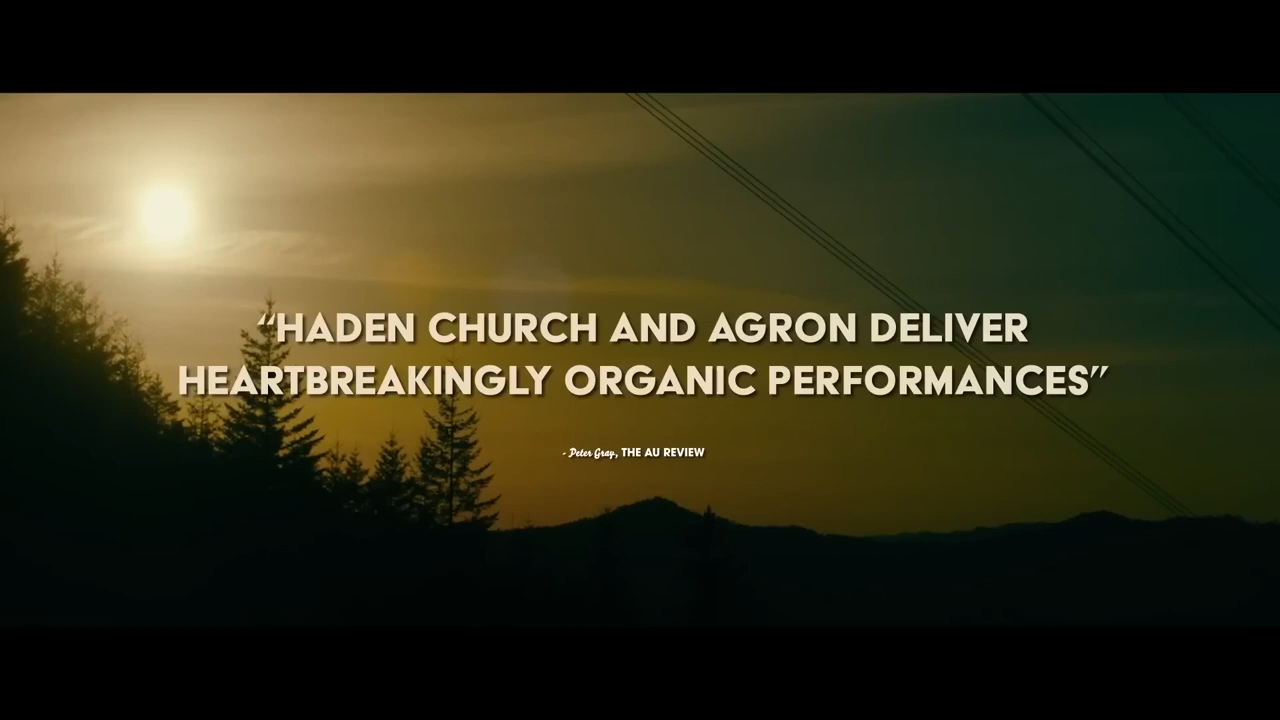 “HADEN CHURCH AND AGRON DELIVER
HEARTBREAKINGLY ORGANIC PERFORMANCES”
- Peter Gray, THE AU REVIEW